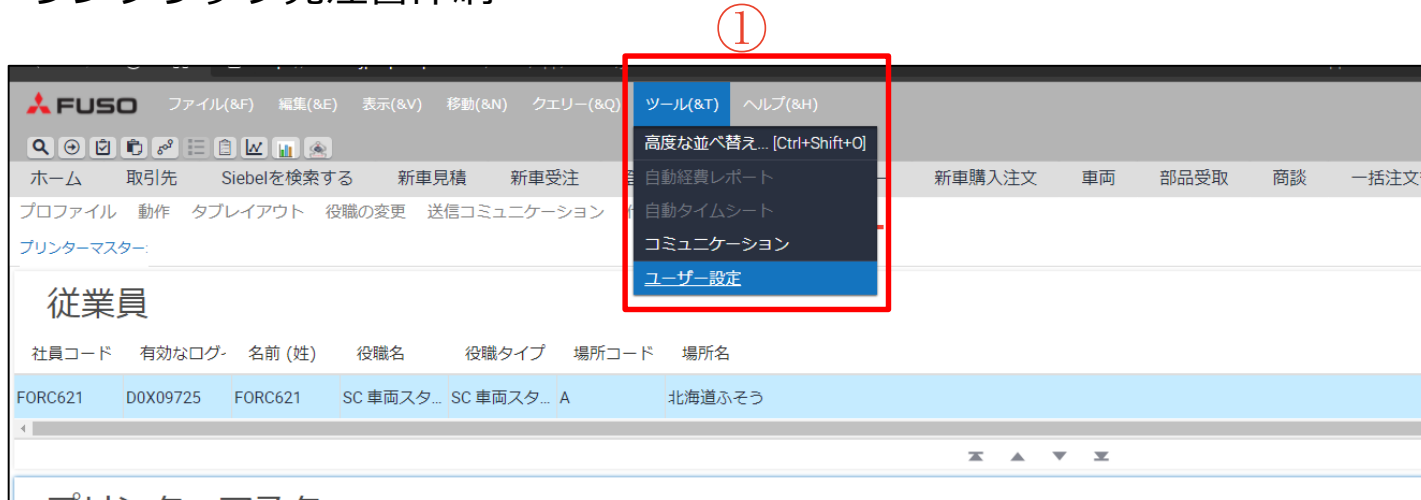 ①
FUSO ファイル(&F) 編集(&E) 表示(&V) 移動(&N) クエリー(&Q) ツール(&T) ヘルプ(&H)
高度な並べ替え... [Ctrl+Shift+O]
ホーム 取引先 Siebelを検索する 新車見積 新車受注 自動経費レポート 新車購入注文 車両 部品受取 商談 一括注文
プロファイル 動作 タブレイアウト 役職の変更 送信コミュニケーション 自動タイムシート
プリンターマスター: コミュニケーション
ユーザー設定
従業員
社員コード 有効なログ 名前 (姓) 役職名 役職タイプ 場所コード 場所名
FORC621 D0X09725 FORC621 SC 車両スタ... SC 車両スタ... A 北海道ふそう